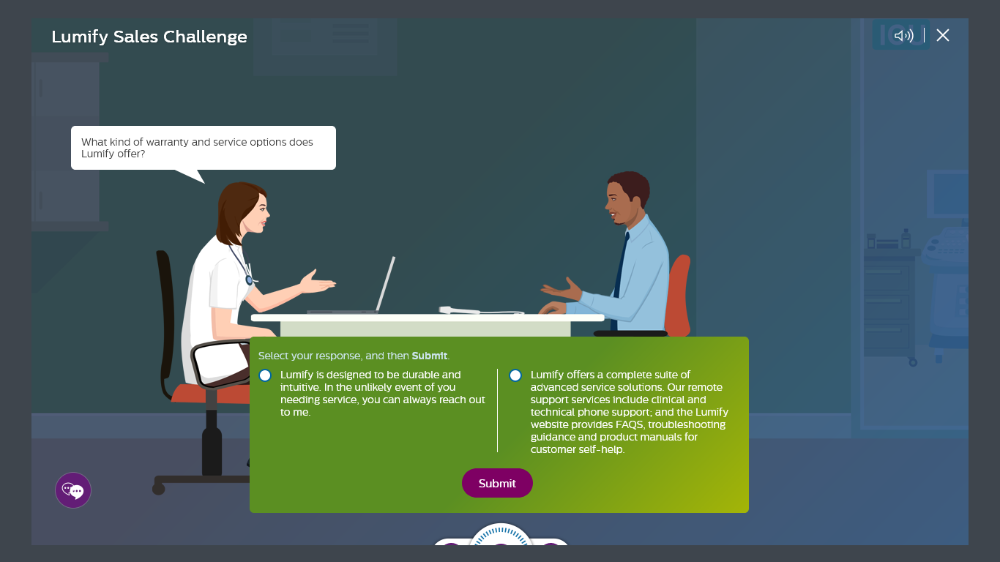 Lumify Sales Challenge
ICU
What kind of warranty and service options does
Lumify offer?
Select your response, and then Submit.
Lumify is designed to be durable and
intuitive. In the unlikely event of you
needing service, you can always reach out
to me.
Lumify offers a complete suite of
advanced service solutions. Our remote
support services include clinical and
technical phone support; and the Lumify
website provides FAQS, troubleshooting
guidance and product manuals for
customer self-help.
Submit